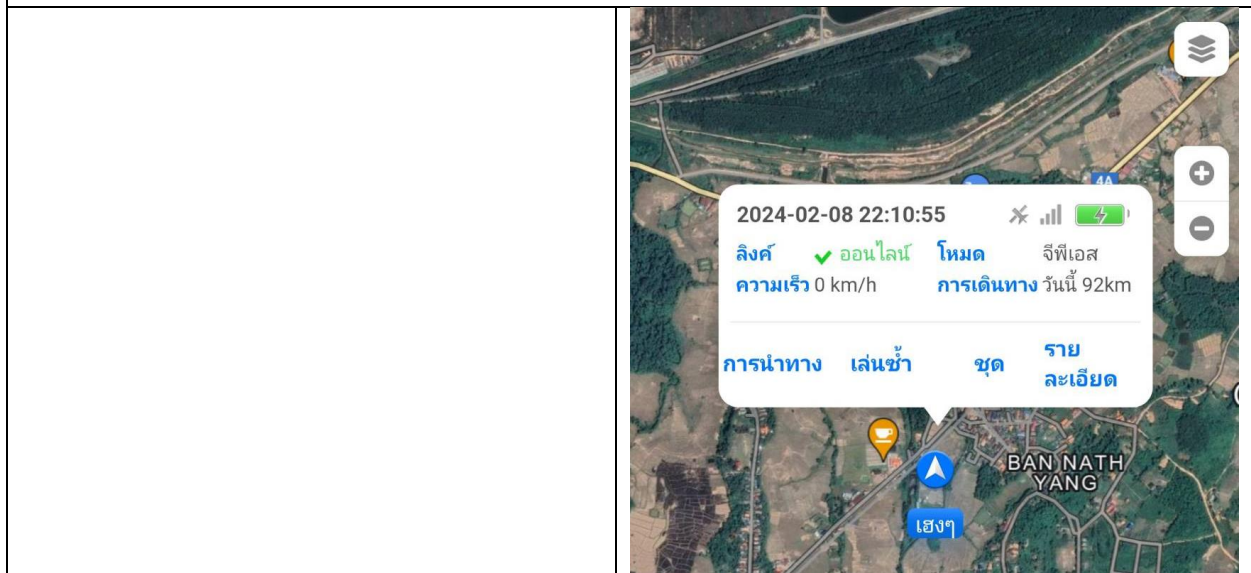 4A
2024-02-08 22:10:55
ลิงค์ ออนไลน์ โหมด จีพีเอส
ความเร็ว 0 km/h การเดินทาง วันนี้ 92km
การนำทาง เล่นซ้ำ ชุด ราย
ละเอียด
BAN NATH
YANG
เฮงๆ